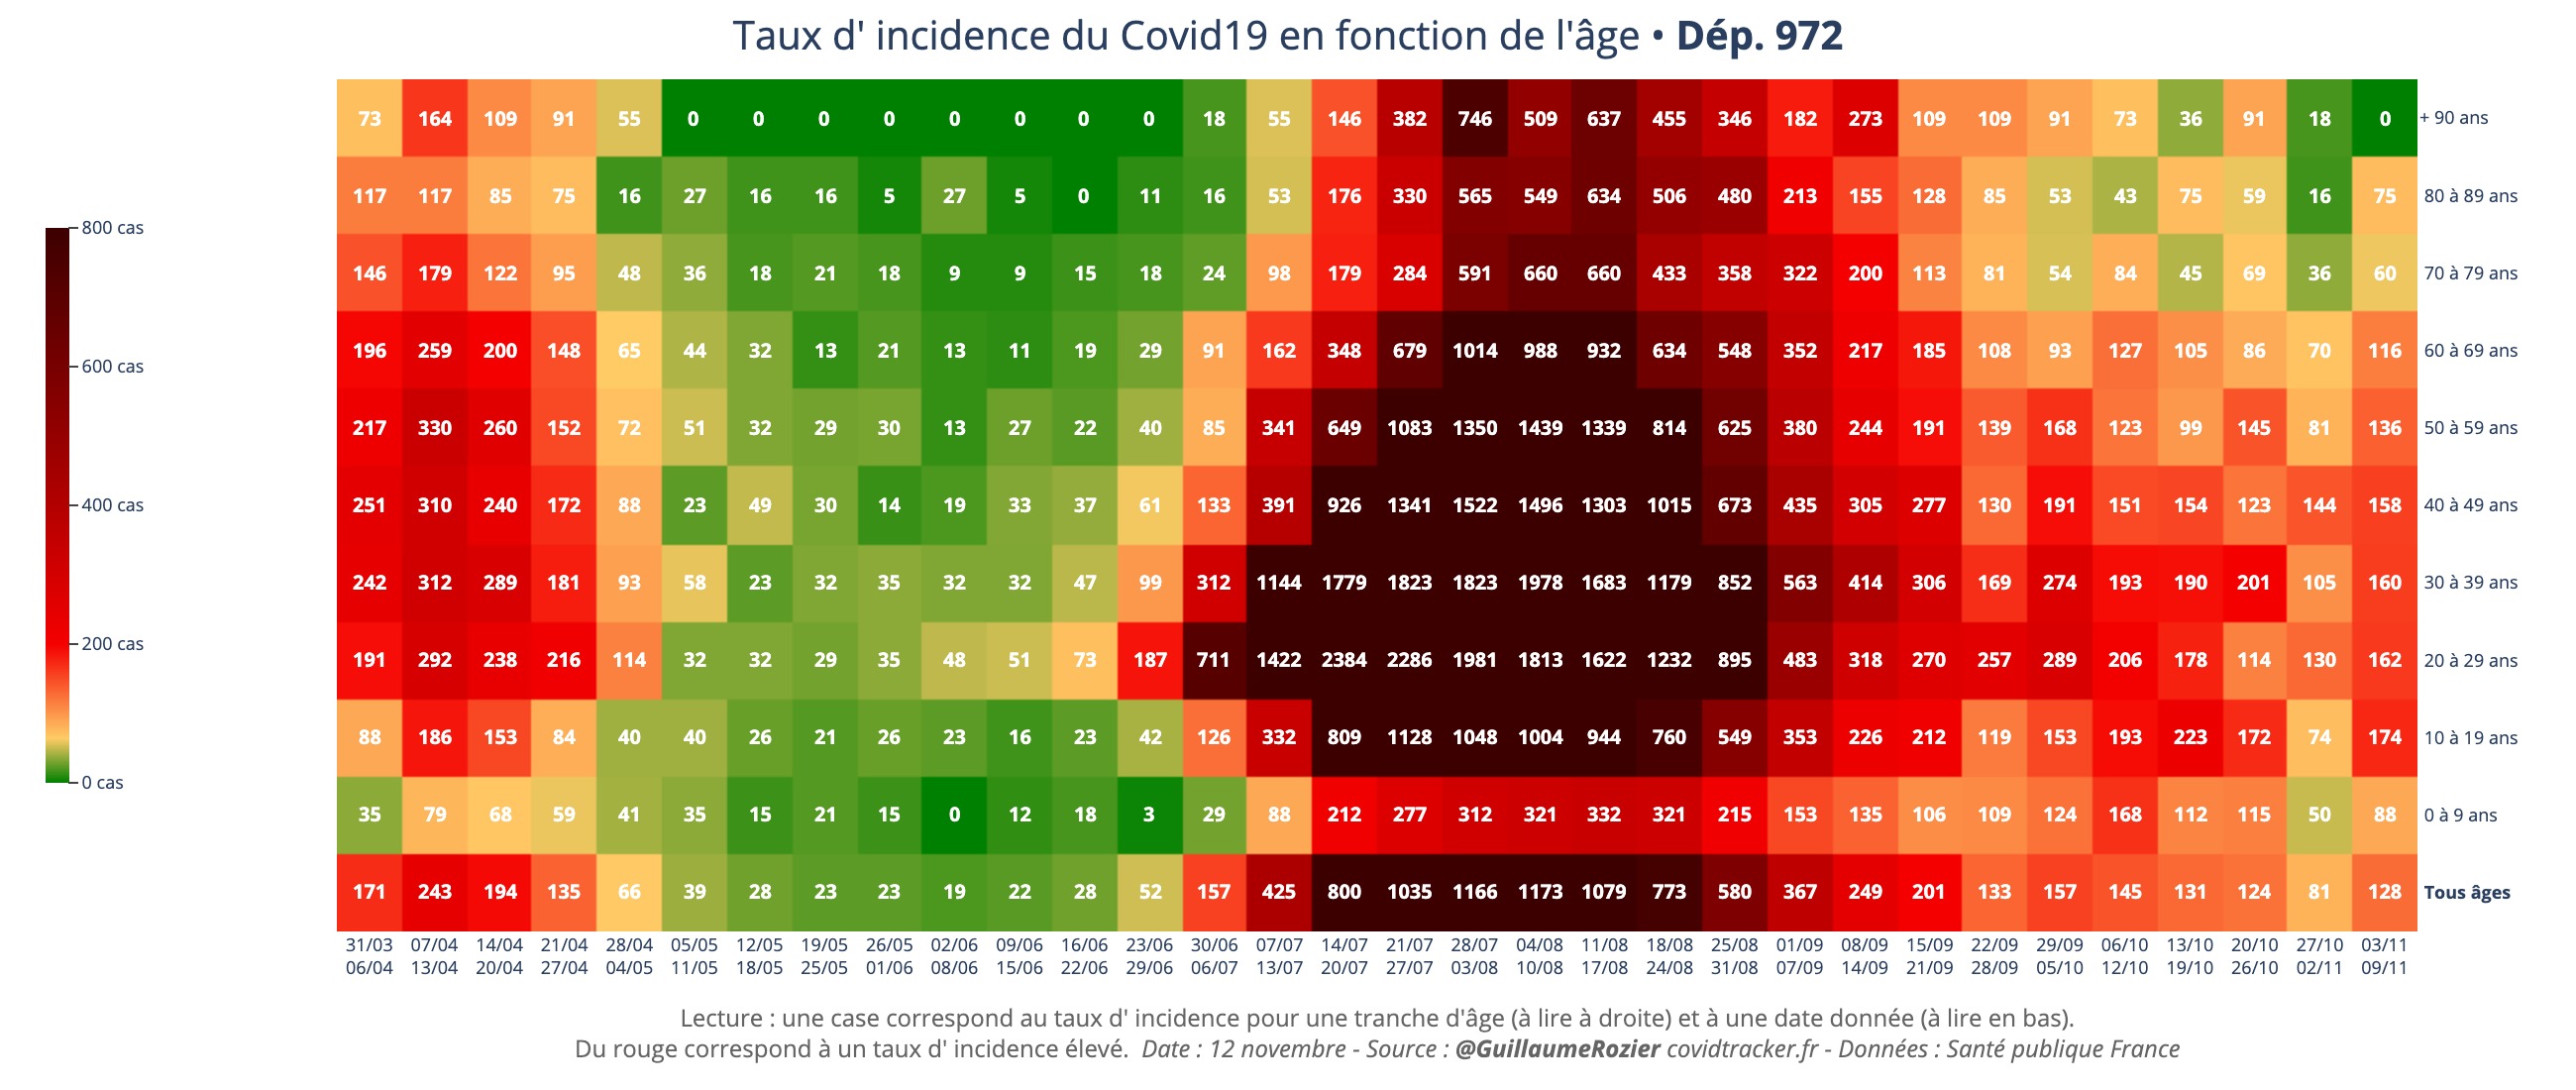 Taux d' incidence du Covid19 en fonction de l'âge • Dép. 972
73 164 109 91 55 0 0 0 0 0 0 0 0 18 55 146 382 746 509 637 455 346 182 273 109 109 91 73 36 91 18 0 + 90 ans
117 117 85 75 16 27 16 16 5 27 5 0 11 16 53 176 330 565 549 634 506 480 213 155 128 85 53 43 75 59 16 75 80 à 89 ans
800 cas
146 179 122 95 48 36 18 21 18 9 9 15 18 24 98 179 284 591 660 660 433 358 322 200 113 81 54 84 45 69 36 60 70 à 79 ans
196 259 200 148 65 44 32 13 21 13 11 19 29 91 162 348 679 1014 988 932 634 548 352 217 185 108 93 127 105 86 70 116 60 à 69 ans
600 cas
217 330 260 152 72 51 32 29 30 13 27 22 40 85 341 649 1083 1350 1439 1339 814 625 380 244 191 139 168 123 99 145 81 136 50 à 59 ans
400 cas
251 310 240 172 88 23 49 30 14 19 33 37 61 133 391 926 1341 1522 1496 1303 1015 673 435 305 277 130 191 151 154 123 144 158 40 à 49 ans
242 312 289 181 93 58 23 32 35 32 32 47 99 312 1144 1779 1823 1823 1978 1683 1179 852 563 414 306 169 274 193 190 201 105 160 30 à 39 ans
200 cas
191 292 238 216 114 32 32 29 35 48 51 73 187 711 1422 2384 2286 1981 1813 1622 1232 895 483 318 270 257 289 206 178 114 130 162 20 à 29 ans
88 186 153 84 40 40 26 21 26 23 16 23 42 126 332 809 1128 1048 1004 944 760 549 353 226 212 119 153 193 223 172 74 174 10 à 19 ans
0 cas
35 79 68 59 41 35 15 21 15 0 12 18 3 29 88 212 277 312 321 332 321 215 153 135 106 109 124 168 112 115 50 88 0 à 9 ans
171 243 194 135 66 39 28 23 23 19 22 28 52 157 425 800 1035 1166 1173 1079 773 580 367 249 201 133 157 145 131 124 81 128 Tous âges
31/03 07/04 14/04 21/04 28/04 05/05 12/05 19/05 26/05 02/06 09/06 16/06 23/06 30/06 07/07 14/07 21/07 28/07 04/08 11/08 18/08 25/08 01/09 08/09 15/09 22/09 29/09 06/10 13/10 20/10 27/10 03/11
06/04 13/04 20/04 27/04 04/05 11/05 18/05 25/05 01/06 08/06 15/06 22/06 29/06 06/07 13/07 20/07 27/07 03/08 10/08 17/08 24/08 31/08 07/09 14/09 21/09 28/09 05/10 12/10 19/10 26/10 02/11 09/11
Lecture : une case correspond au taux d' incidence pour une tranche d'âge (à lire à droite) et à une date donnée (à lire en bas).
Du rouge correspond à un taux d' incidence élevé. Date : 12 novembre - Source : @GuillaumeRozier covidtracker.fr - Données : Santé publique France